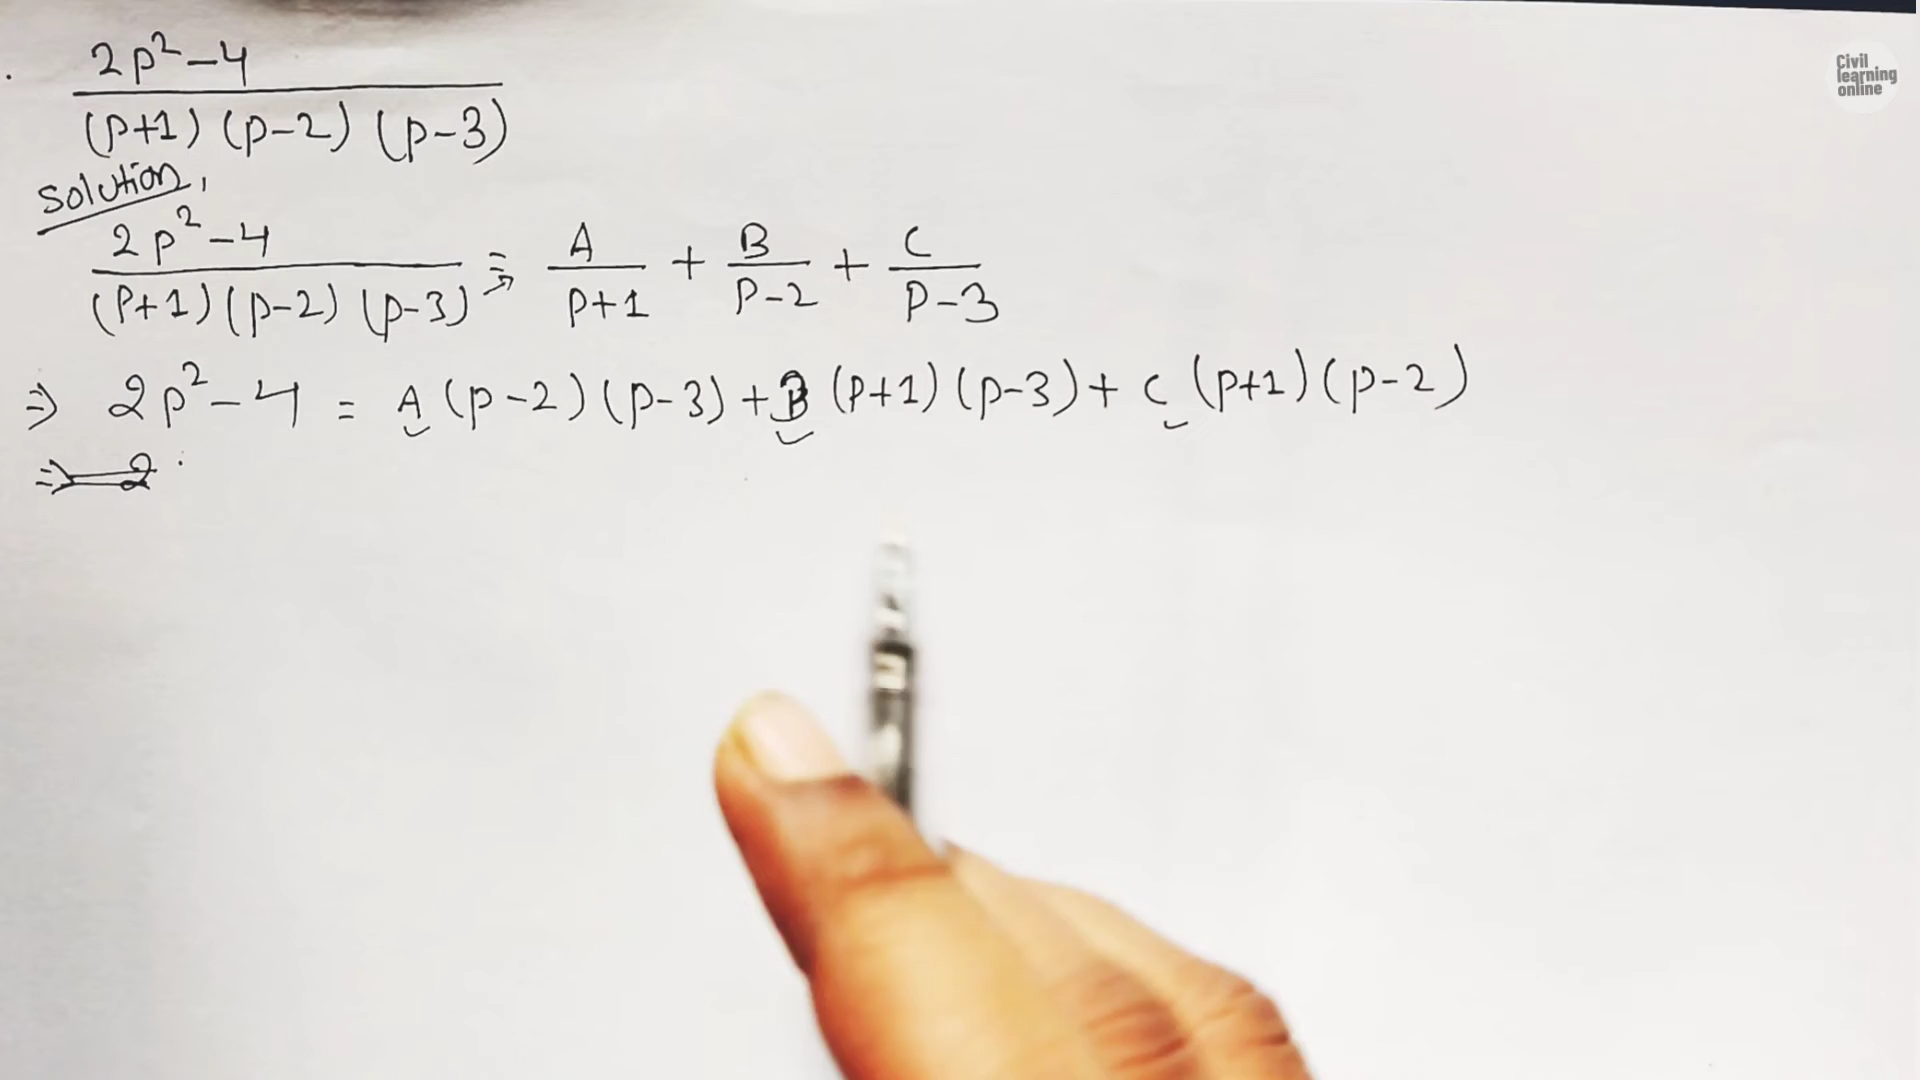 2p²-4
(p+1) (p-2) (p-3)
Solution,
2p²-4
(p+1)(p-2)(p-3) => A/p+1 + B/p-2 + C/p-3
=> 2p²-4 = A(p-2)(p-3)+B(p+1)(p-3)+C(p+1)(p-2)
=> 2
Civil
learning
online